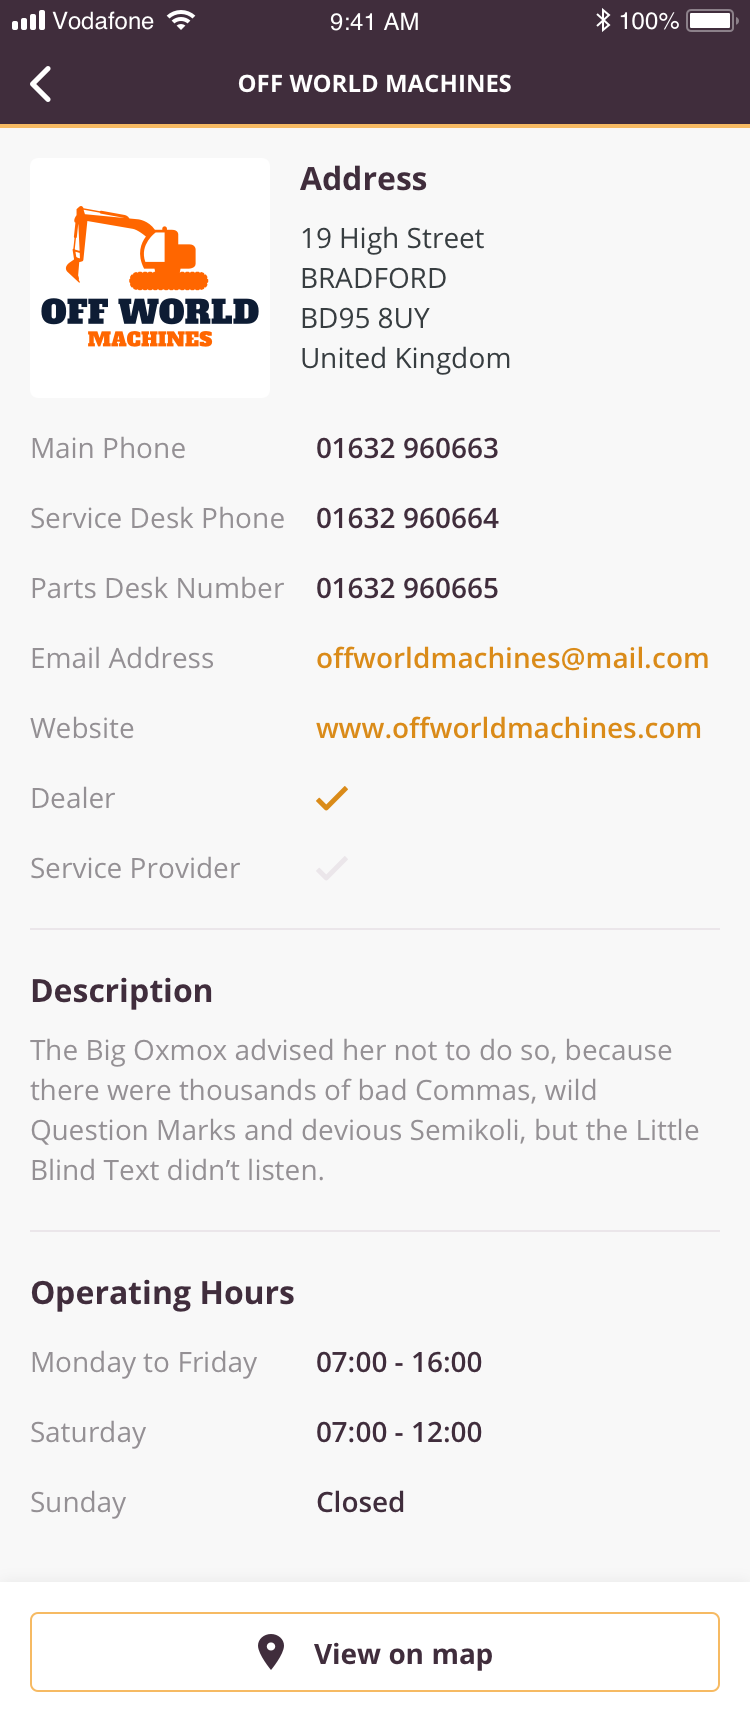 Vodafone 9:41 AM 100%
OFF WORLD MACHINES
OFF WORLD
MACHINES
Address
19 High Street
BRADFORD
BD95 8UY
United Kingdom
Main Phone 01632 960663
Service Desk Phone 01632 960664
Parts Desk Number 01632 960665
Email Address offworldmachines@mail.com
Website www.offworldmachines.com
Dealer
Service Provider
Description
The Big Oxmox advised her not to do so, because
there were thousands of bad Commas, wild
Question Marks and devious Semikoli, but the Little
Blind Text didn’t listen.
Operating Hours
Monday to Friday 07:00 - 16:00
Saturday 07:00 - 12:00
Sunday Closed
View on map